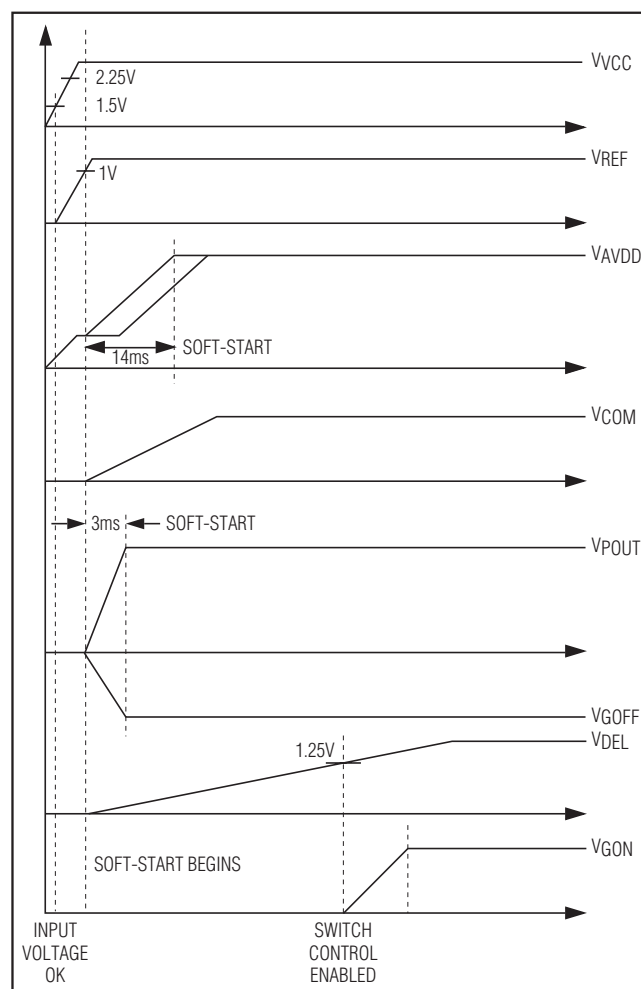 VVCC
2.25V
1.5V
VREF
1V
VAVDD
14ms
SOFT-START
VCOM
3ms
SOFT-START
VPOUT
VGOFF
VDEL
1.25V
VGON
SOFT-START BEGINS
INPUT
VOLTAGE
OK
SWITCH
CONTROL
ENABLED